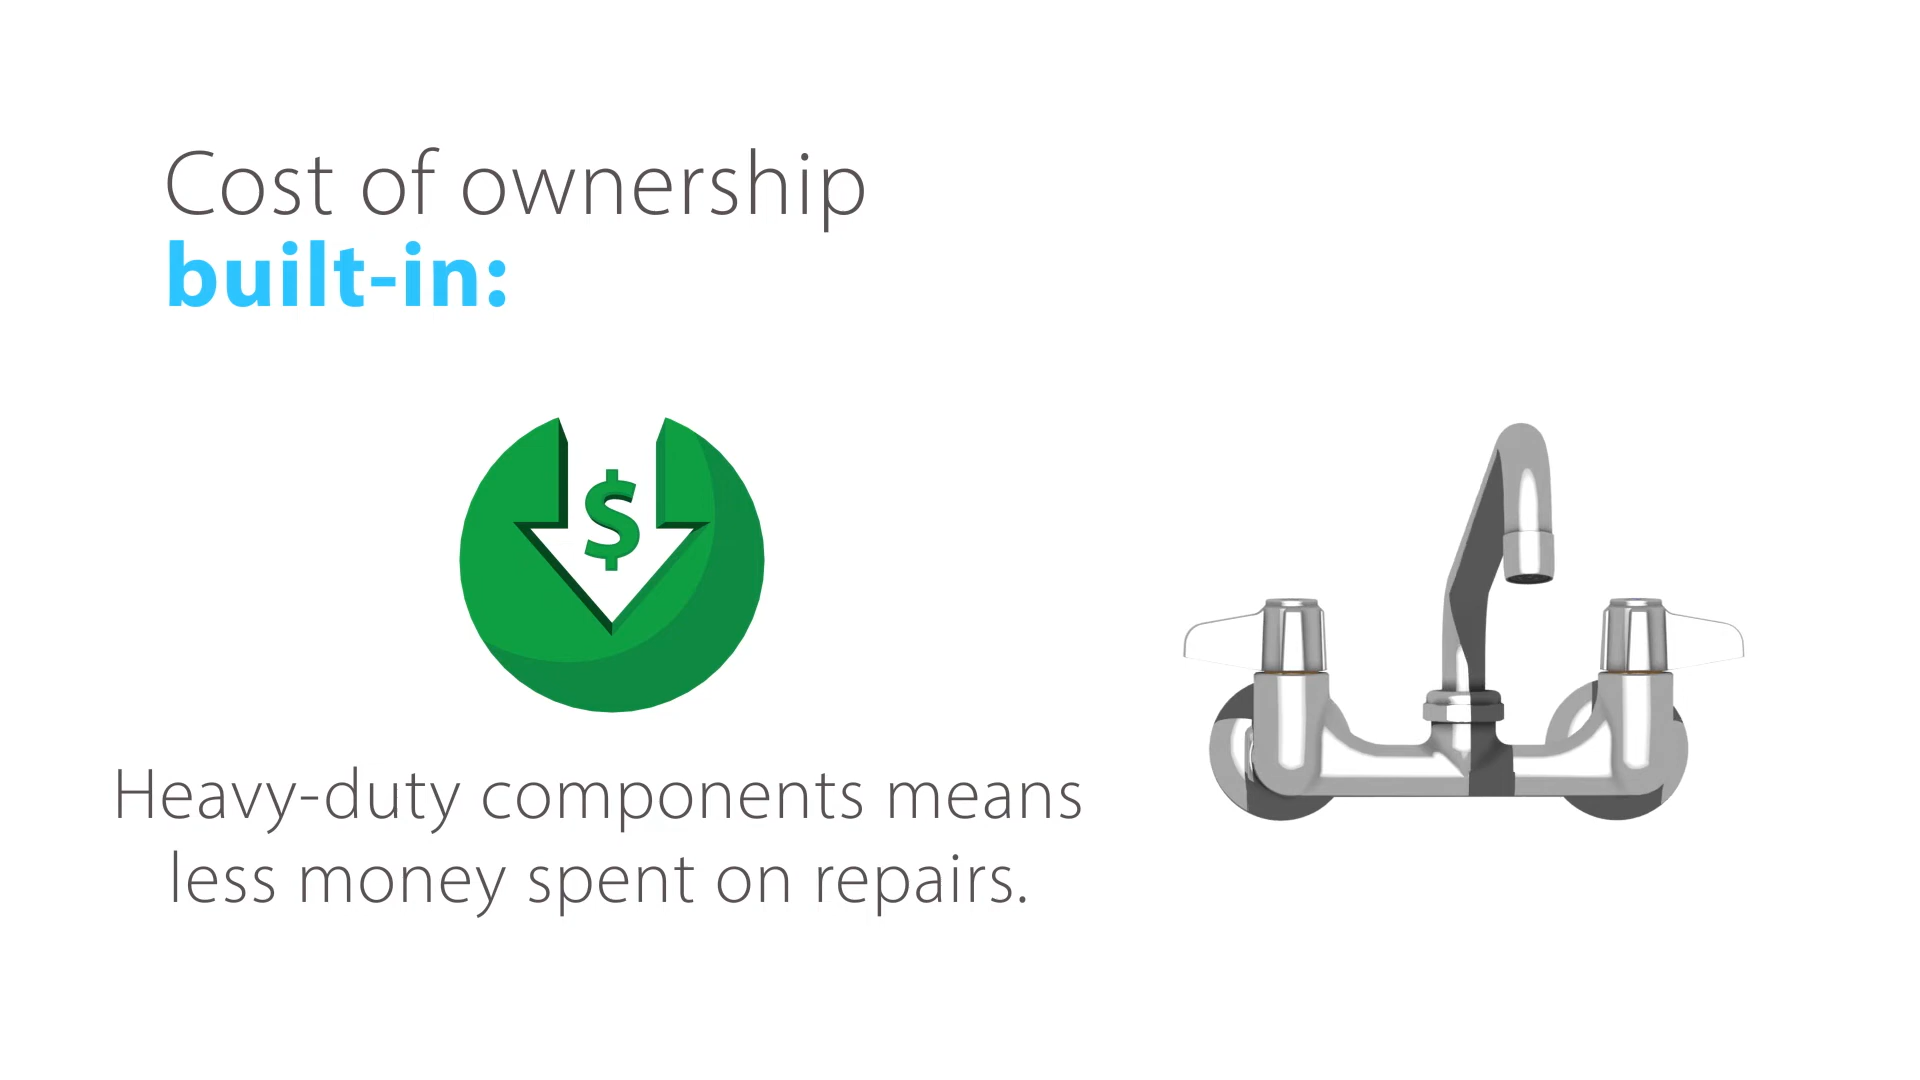 Cost of ownership
built-in:
$
Heavy-duty components means
less money spent on repairs.